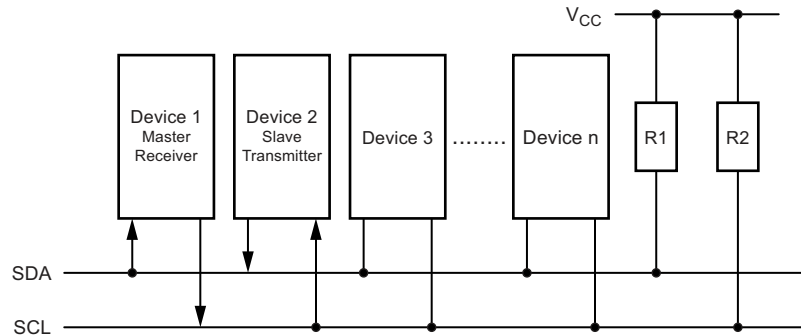 V_CC
Device 1
Master
Receiver
Device 2
Slave
Transmitter
Device 3
........
Device n
R1
R2
SDA
SCL